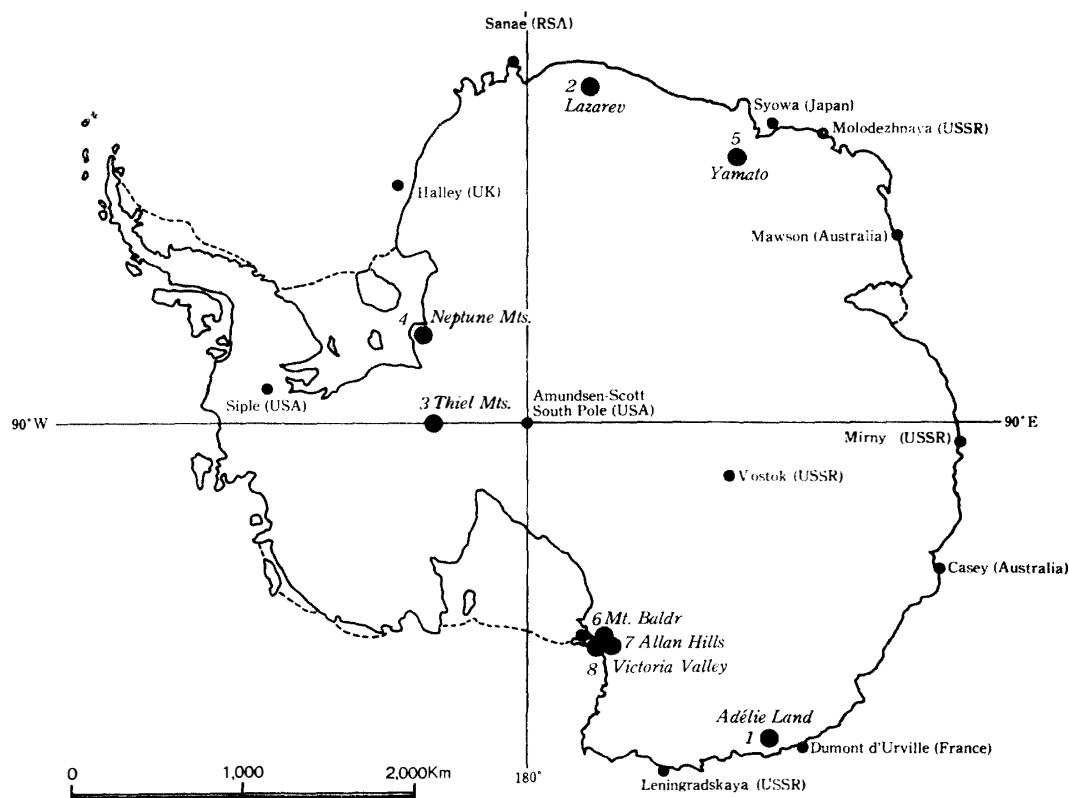 Sanae (RSA)
2
Lazarev
Syowa (Japan)
Molodezhnaya (USSR)
5
Yamato
Halley (UK)
Mawson (Australia)
4 Neptune Mts.
Siple (USA)
3 Thiel Mts.
Amundsen-Scott
South Pole (USA)
90°W
90°E
Mirny (USSR)
Vostok (USSR)
Casey (Australia)
6 Mt. Baldr
7 Allan Hills
8 Victoria Valley
Adélie Land
1
Dumont d'Urville (France)
0 1,000 2,000Km
180°
Leningradskaya (USSR)